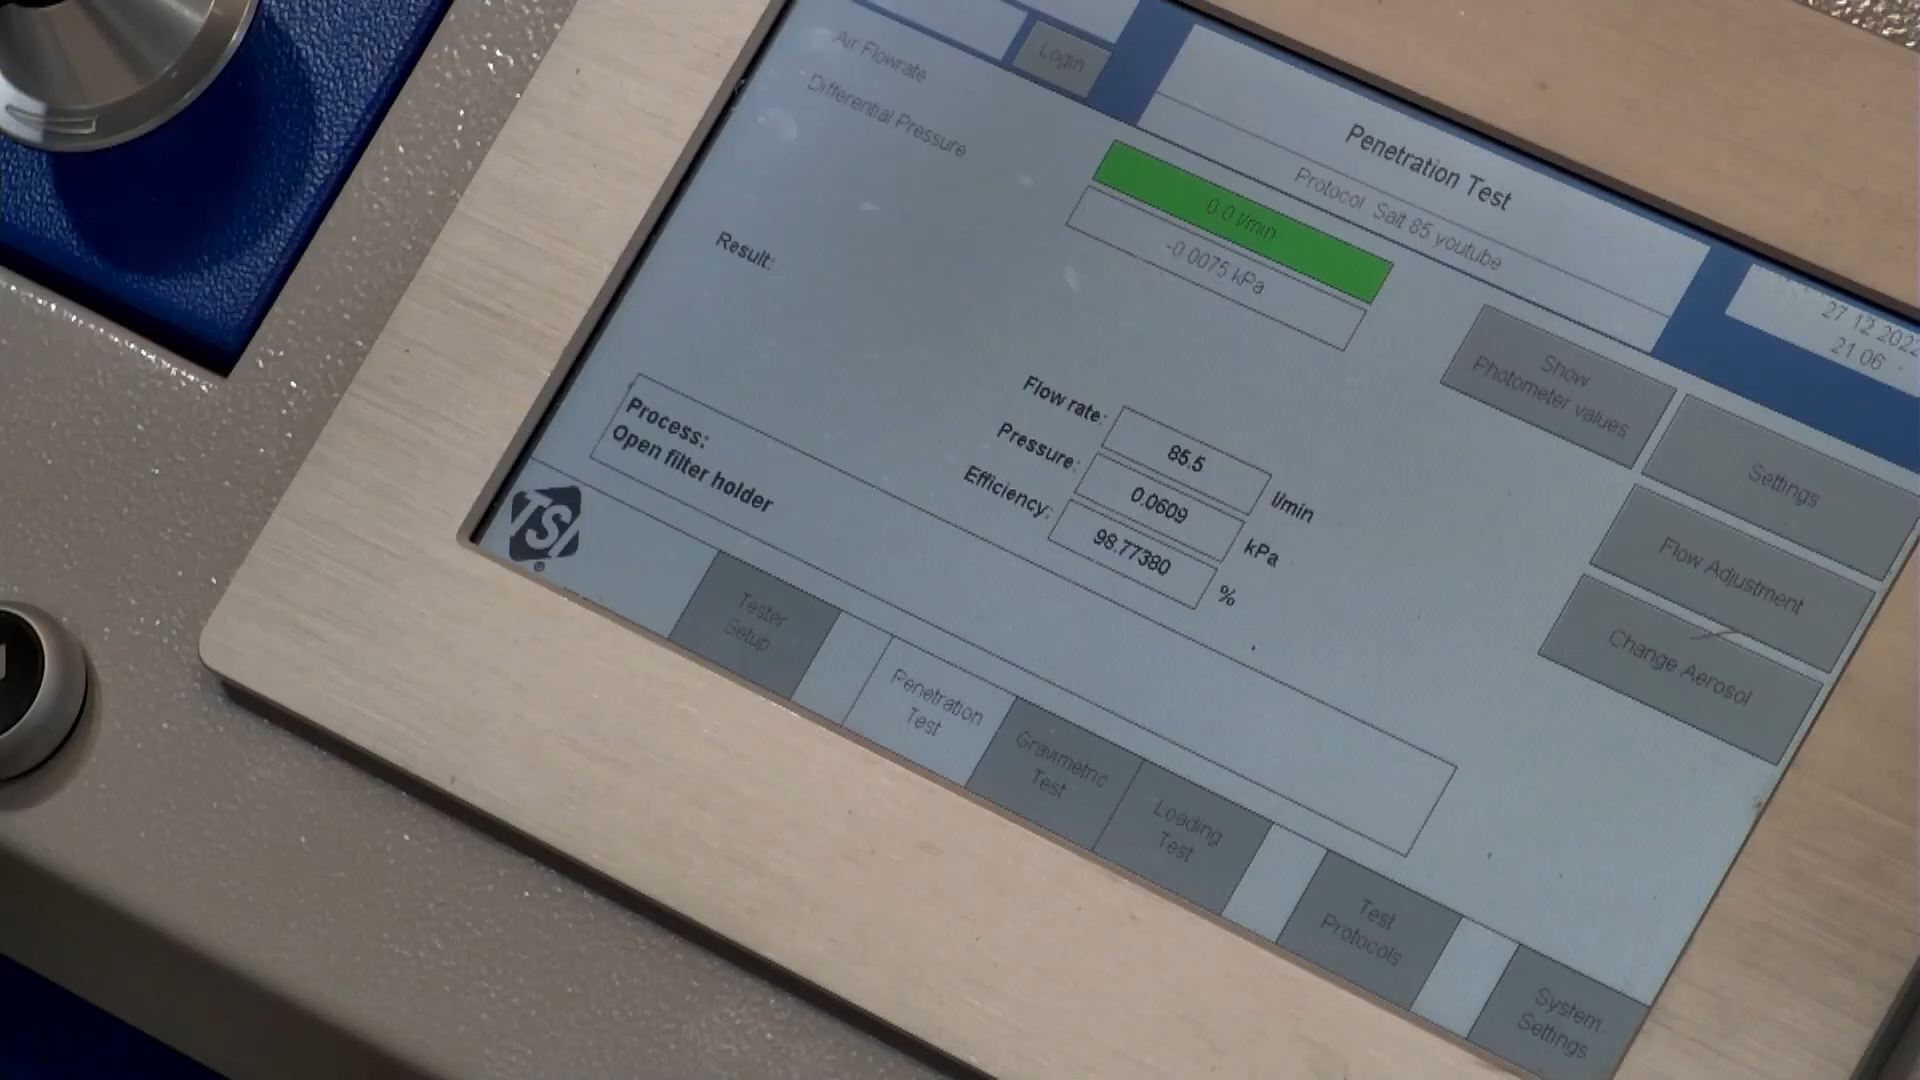 Login
Penetration Test
Protocol Salt 85 youtube
27 12 202
21 06
Air Flowrate
0.0 l/min
Differential Pressure
-0.0075 kPa
Result:
Flow rate: 85.5 l/min
Pressure: 0.0609 kPa
Efficiency: 98.77380 %
Show
Photometer values
Settings
Flow Adjustment
Change Aerosol
Process:
Open filter holder
TSI
Tester
Setup
Penetration
Test
Gravimetric
Test
Loading
Test
Test
Protocols
System
Settings